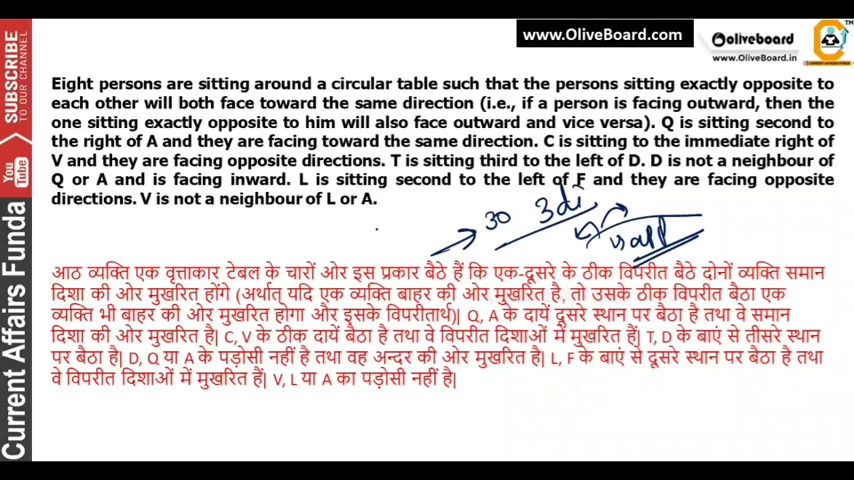 www.OliveBoard.com
oliveboard
www.OliveBoard.in
SUBSCRIBE
TO OUR CHANNEL
You
Tube
Current Affairs Funda
Eight persons are sitting around a circular table such that the persons sitting exactly opposite to
each other will both face toward the same direction (i.e., if a person is facing outward, then the
one sitting exactly opposite to him will also face outward and vice versa). Q is sitting second to
the right of A and they are facing toward the same direction. C is sitting to the immediate right of
V and they are facing opposite directions. T is sitting third to the left of D. D is not a neighbour of
Q or A and is facing inward. L is sitting second to the left of F and they are facing opposite
directions. V is not a neighbour of L or A.
30
आठ व्यक्ति एक वृत्ताकार टेबल के चारों ओर इस प्रकार बैठे हैं कि एक-दूसरे के ठीक विपरीत बैठे दोनों व्यक्ति समान
दिशा की ओर मुखरित होंगे (अर्थात् यदि एक व्यक्ति बाहर की ओर मुखरित है, तो उसके ठीक विपरीत बैठा एक
व्यक्ति भी बाहर की ओर मुखरित होगा और इसके विपरीतार्थ)| Q, A के दायें दूसरे स्थान पर बैठा है तथा वे समान
दिशा की ओर मुखरित है| C, V के ठीक दायें बैठा है तथा वे विपरीत दिशाओं में मुखरित हैं| T, D के बाएं से तीसरे स्थान
पर बैठा है| D, Q या A के पड़ोसी नहीं है तथा वह अन्दर की ओर मुखरित है| L, F के बाएं से दूसरे स्थान पर बैठा है तथा
वे विपरीत दिशाओं में मुखरित हैं| V, L या A का पड़ोसी नहीं है|